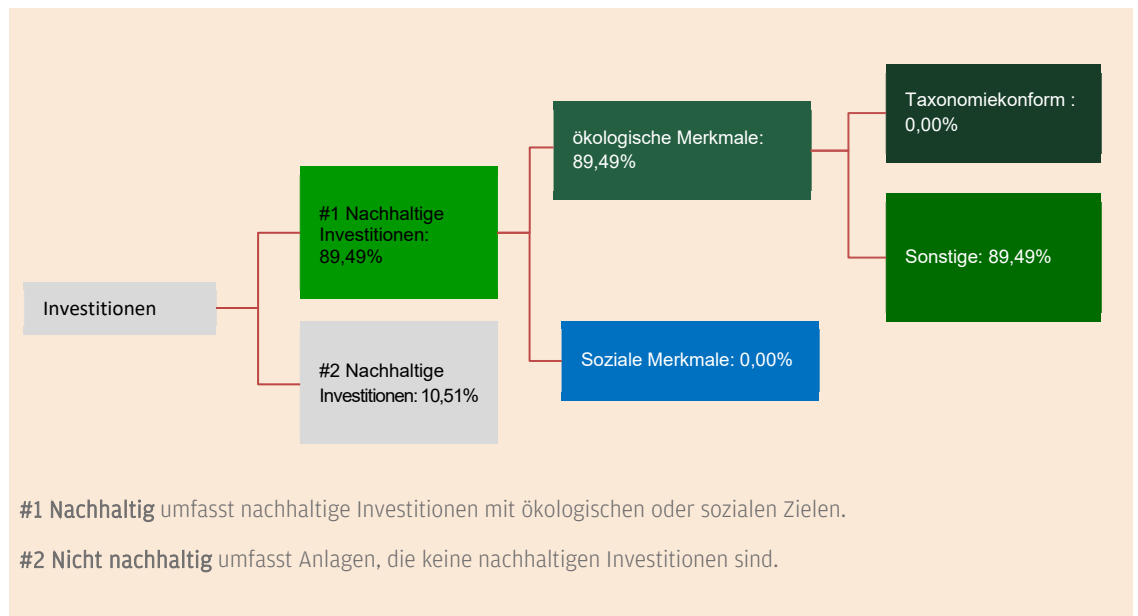 Investitionen
#1 Nachhaltige
Investitionen:
89,49%
#2 Nachhaltige
Investitionen: 10,51%
ökologische Merkmale:
89,49%
Soziale Merkmale: 0,00%
Taxonomiekonform :
0,00%
Sonstige: 89,49%
#1 Nachhaltig umfasst nachhaltige Investitionen mit ökologischen oder sozialen Zielen.
#2 Nicht nachhaltig umfasst Anlagen, die keine nachhaltigen Investitionen sind.